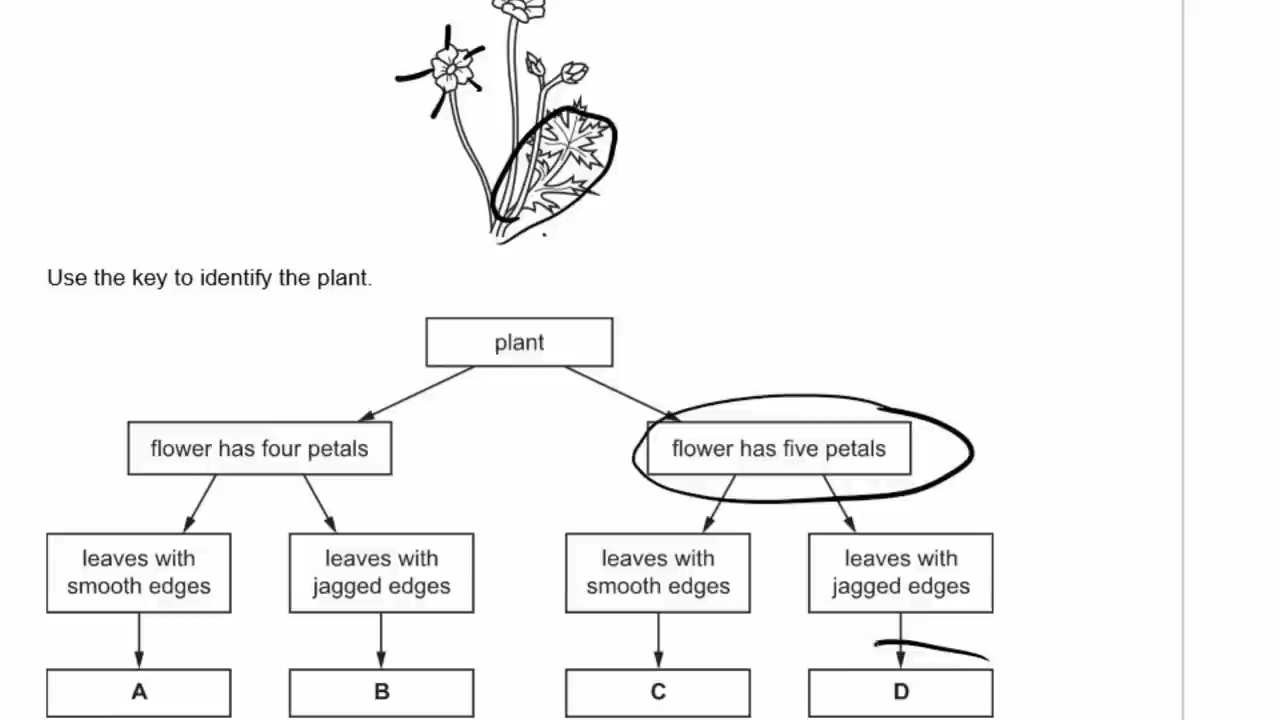 Use the key to identify the plant.
plant
flower has four petals
flower has five petals
leaves with
smooth edges
leaves with
jagged edges
leaves with
smooth edges
leaves with
jagged edges
A
B
C
D